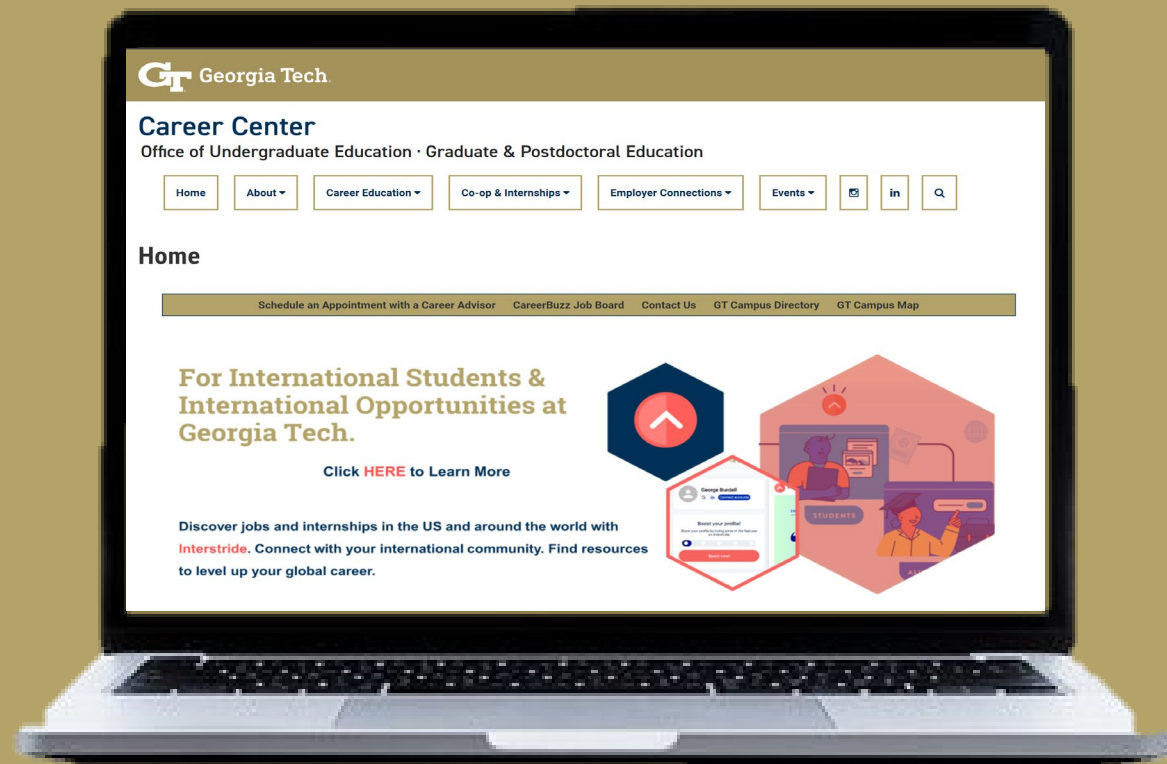 GT Georgia Tech.
Career Center
Office of Undergraduate Education · Graduate & Postdoctoral Education
Home About Career Education Co-op & Internships Employer Connections Events in
Home
Schedule an Appointment with a Career Advisor CareerBuzz Job Board Contact Us GT Campus Directory GT Campus Map
For International Students &
International Opportunities at
Georgia Tech.
Click HERE to Learn More
Discover jobs and internships in the US and around the world with
Interstride. Connect with your international community. Find resources
to level up your global career.
George Burdell
Boost your profile!
STUDENTS